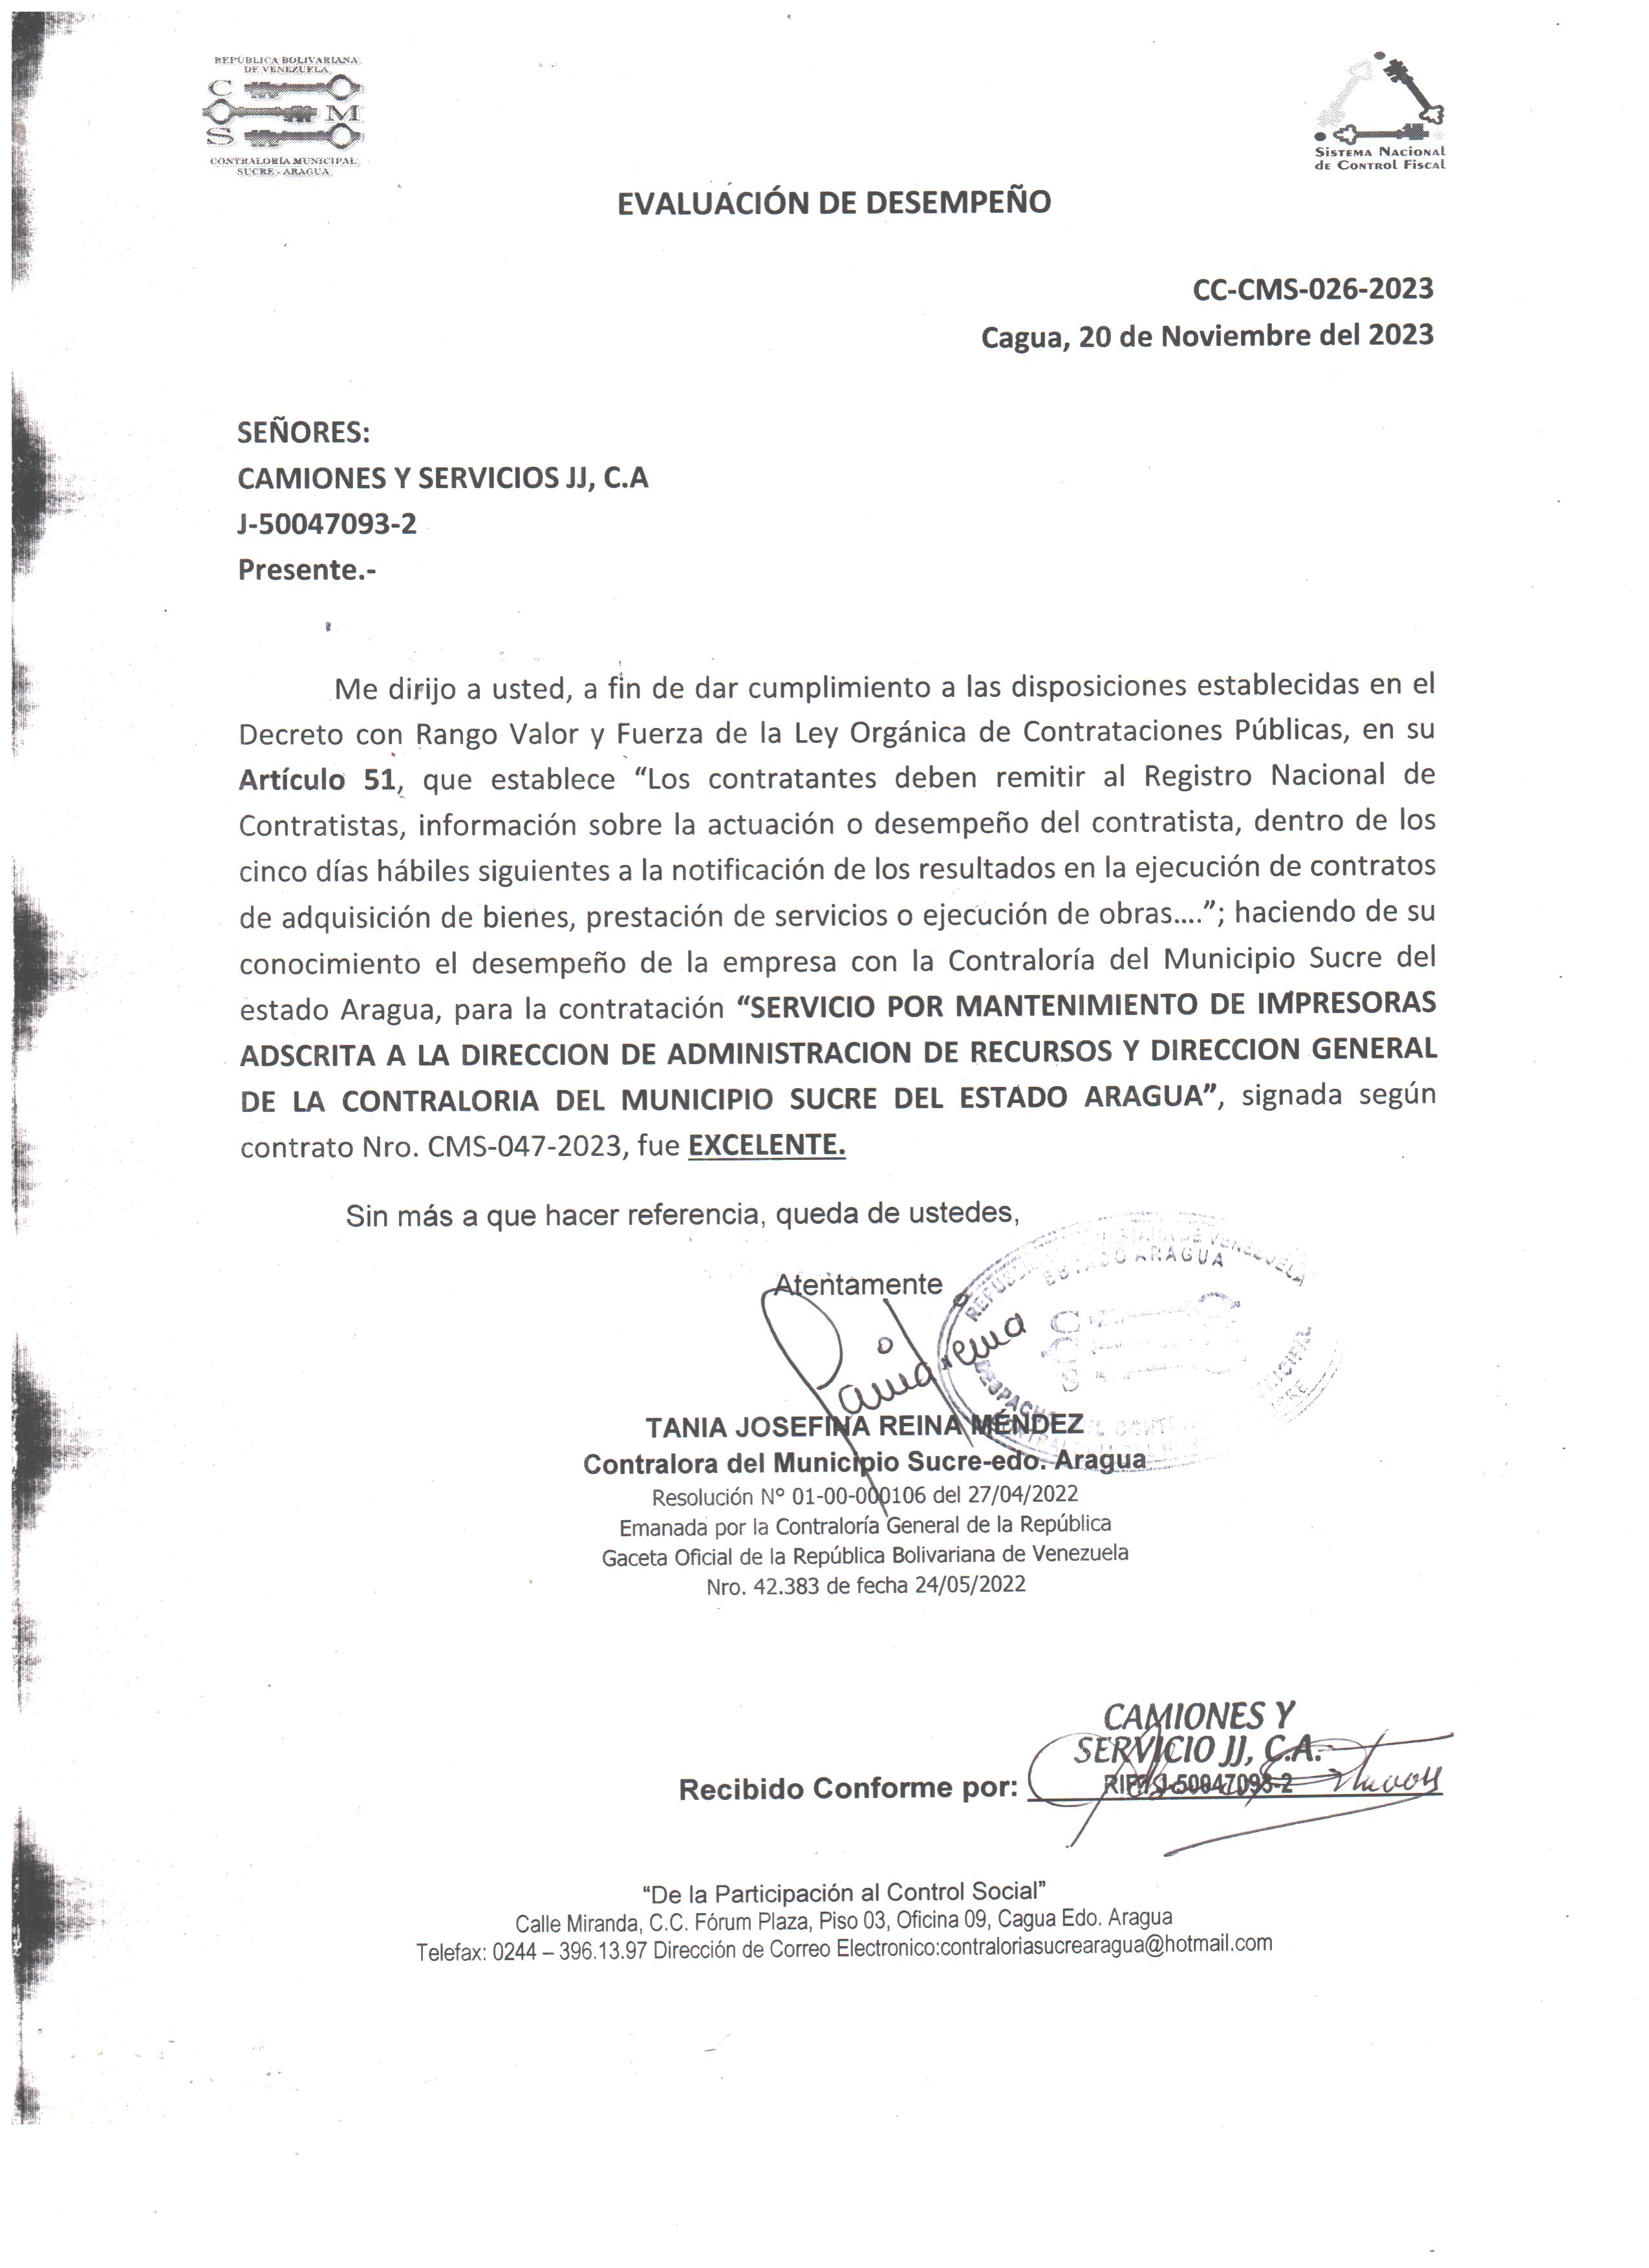 REPÚBLICA BOLIVARIANA
DE VENEZUELA
C
M
S
CONTRALORÍA MUNICIPAL
SUCRE - ARAGUA
SISTEMA NACIONAL
DE CONTROL FISCAL
EVALUACIÓN DE DESEMPEÑO
CC-CMS-026-2023
Cagua, 20 de Noviembre del 2023
SEÑORES:
CAMIONES Y SERVICIOS JJ, C.A
J-50047093-2
Presente.-
Me dirijo a usted, a fin de dar cumplimiento a las disposiciones establecidas en el
Decreto con Rango Valor y Fuerza de la Ley Orgánica de Contrataciones Públicas, en su
Artículo 51, que establece “Los contratantes deben remitir al Registro Nacional de
Contratistas, información sobre la actuación o desempeño del contratista, dentro de los
cinco días hábiles siguientes a la notificación de los resultados en la ejecución de contratos
de adquisición de bienes, prestación de servicios o ejecución de obras....”; haciendo de su
conocimiento el desempeño de la empresa con la Contraloría del Municipio Sucre del
estado Aragua, para la contratación “SERVICIO POR MANTENIMIENTO DE IMPRESORAS
ADSCRITA A LA DIRECCION DE ADMINISTRACION DE RECURSOS Y DIRECCION GENERAL
DE LA CONTRALORIA DEL MUNICIPIO SUCRE DEL ESTADO ARAGUA”, signada según
contrato Nro. CMS-047-2023, fue EXCELENTE.
Sin más a que hacer referencia, queda de ustedes,
Atentamente
ESTADO ARAGUA
TANIA JOSEFINA REINA MÉNDEZ
Contralora del Municipio Sucre-edo. Aragua
Resolución N° 01-00-000106 del 27/04/2022
Emanada por la Contraloría General de la República
Gaceta Oficial de la República Bolivariana de Venezuela
Nro. 42.383 de fecha 24/05/2022
CAMIONES Y
SERVICIO JJ, C.A.
RIF: J-50047093-2
Recibido Conforme por:
“De la Participación al Control Social”
Calle Miranda, C.C. Fórum Plaza, Piso 03, Oficina 09, Cagua Edo. Aragua
Telefax: 0244 – 396.13.97 Dirección de Correo Electronico:contraloriasucrearagua@hotmail.com